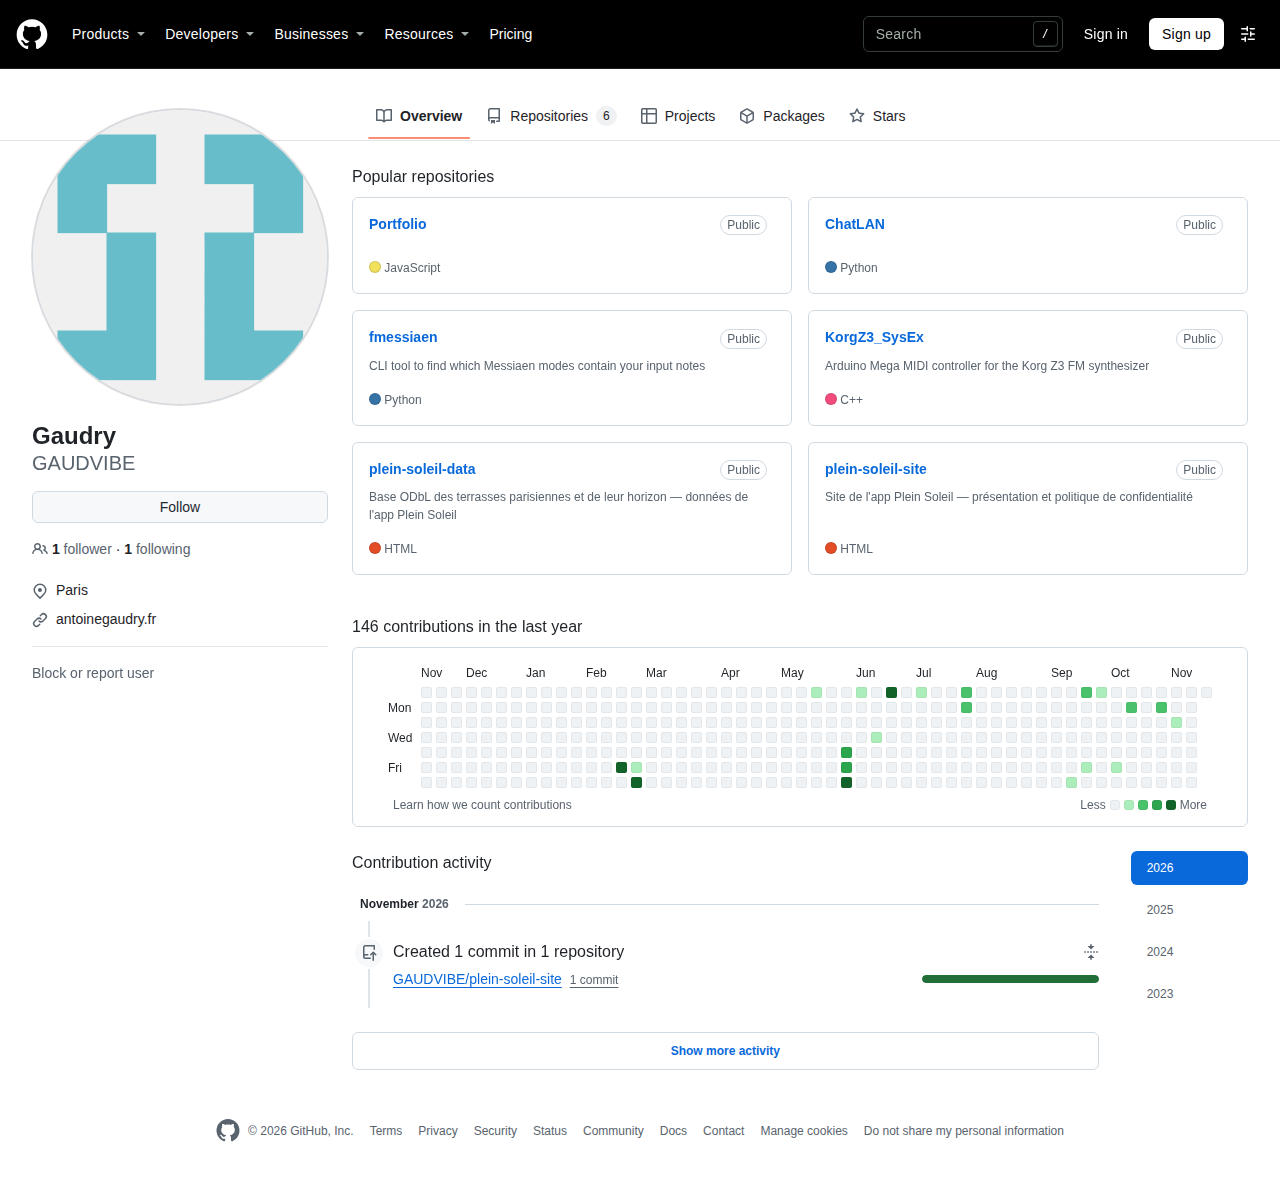 Products Developers Businesses Resources Pricing Search / Sign in Sign up
Overview Repositories 6 Projects Packages Stars
Gaudry
GAUDVIBE
Follow
1 follower · 1 following
Paris
antoinegaudry.fr
Block or report user
Popular repositories
Portfolio Public
JavaScript
ChatLAN Public
Python
fmessiaen Public
CLI tool to find which Messiaen modes contain your input notes
Python
KorgZ3_SysEx Public
Arduino Mega MIDI controller for the Korg Z3 FM synthesizer
C++
plein-soleil-data Public
Base ODbL des terrasses parisiennes et de leur horizon — données de
l'app Plein Soleil
HTML
plein-soleil-site Public
Site de l'app Plein Soleil — présentation et politique de confidentialité
HTML
146 contributions in the last year
Nov Dec Jan Feb Mar Apr May Jun Jul Aug Sep Oct Nov
Mon
Wed
Fri
Learn how we count contributions Less More
Contribution activity
2026
2025
2024
2023
November 2026
Created 1 commit in 1 repository
GAUDVIBE/plein-soleil-site 1 commit
Show more activity
© 2026 GitHub, Inc. Terms Privacy Security Status Community Docs Contact Manage cookies Do not share my personal information